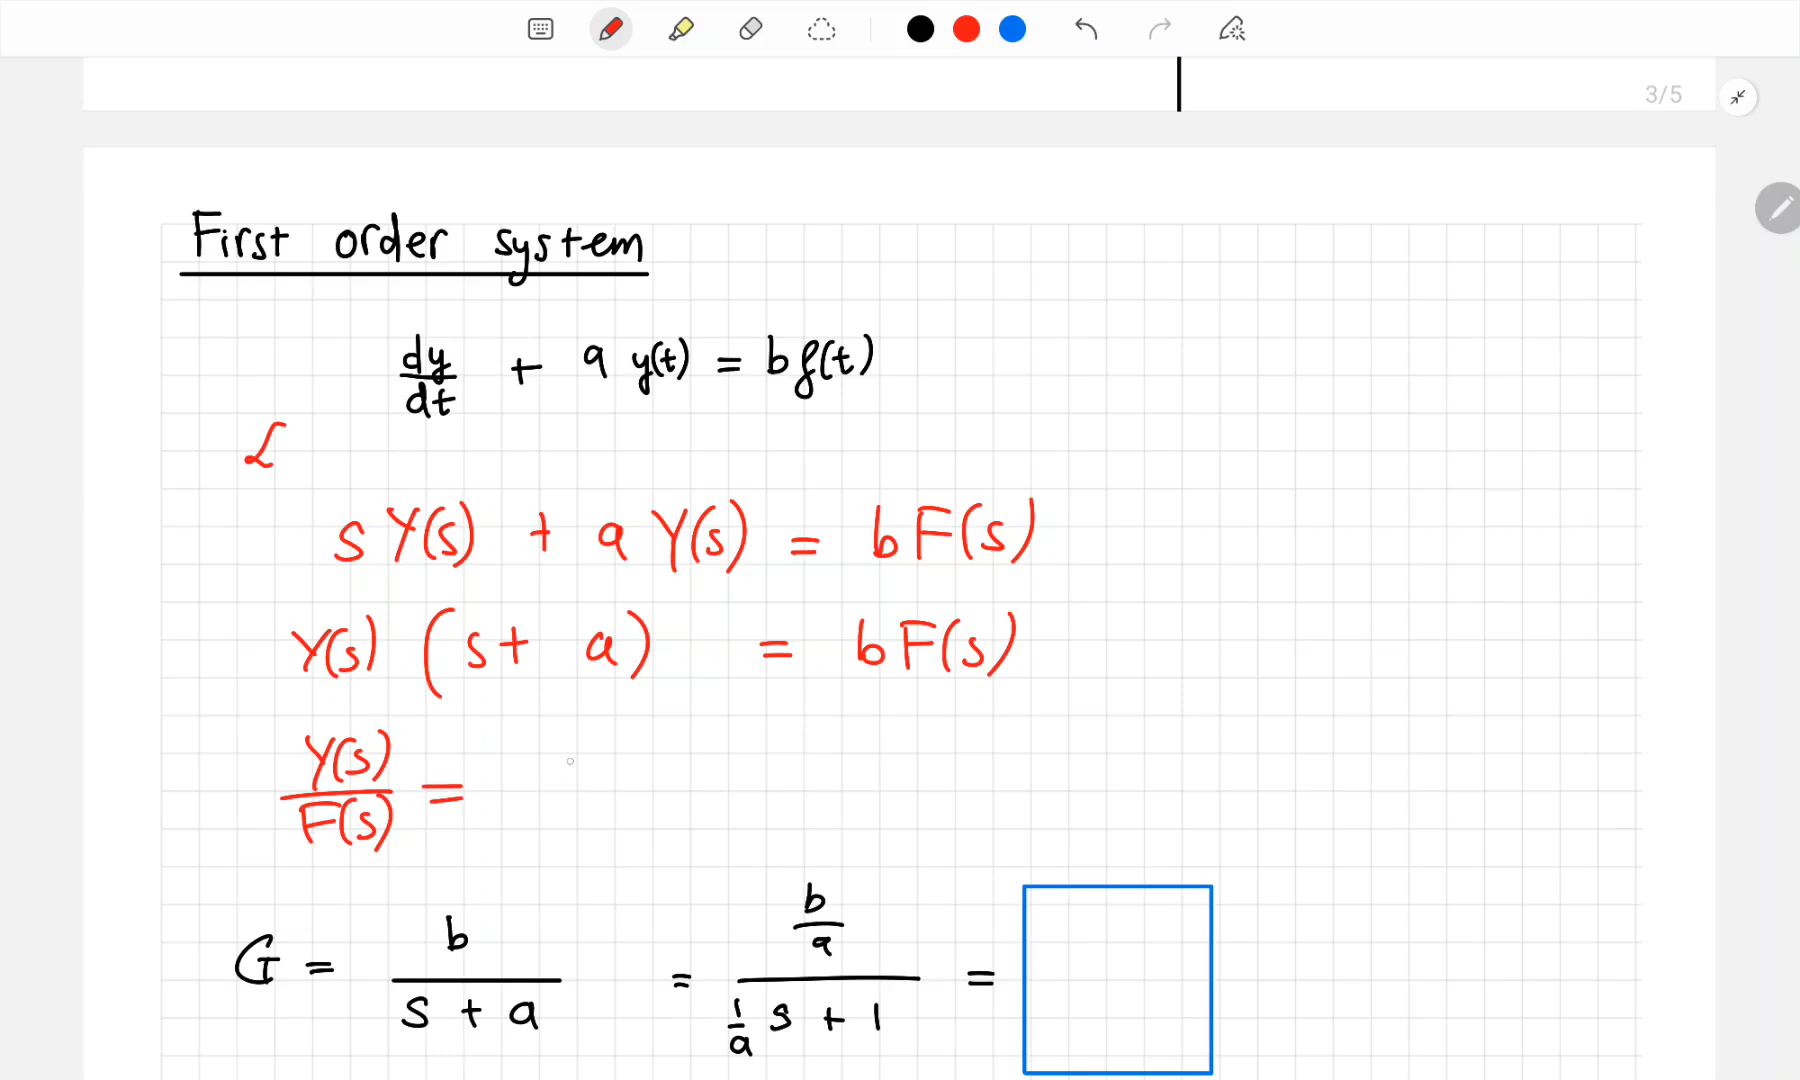 3/5
First order system
dy/dt + a y(t) = b f(t)
ℒ
s Y(s) + a Y(s) = b F(s)
Y(s) (s + a) = b F(s)
Y(s)/F(s) =
G = b/(s + a) = (b/a)/(1/a s + 1) =